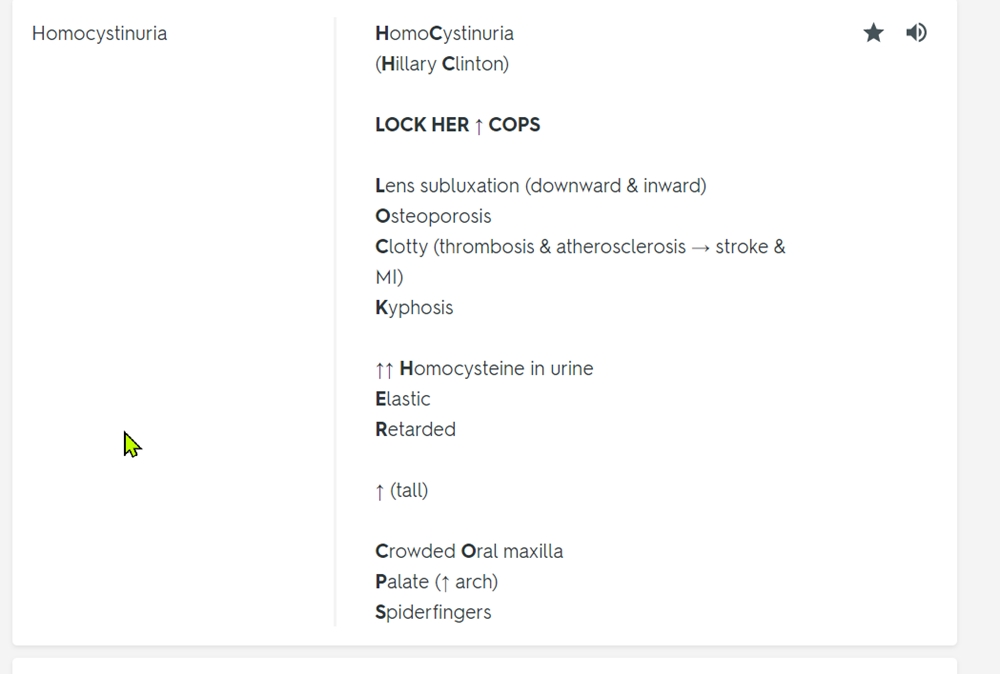 Homocystinuria
HomoCystinuria
(Hillary Clinton)
LOCK HER ↑ COPS
Lens subluxation (downward & inward)
Osteoporosis
Clotty (thrombosis & atherosclerosis → stroke &
MI)
Kyphosis
↑↑ Homocysteine in urine
Elastic
Retarded
↑ (tall)
Crowded Oral maxilla
Palate (↑ arch)
Spiderfingers